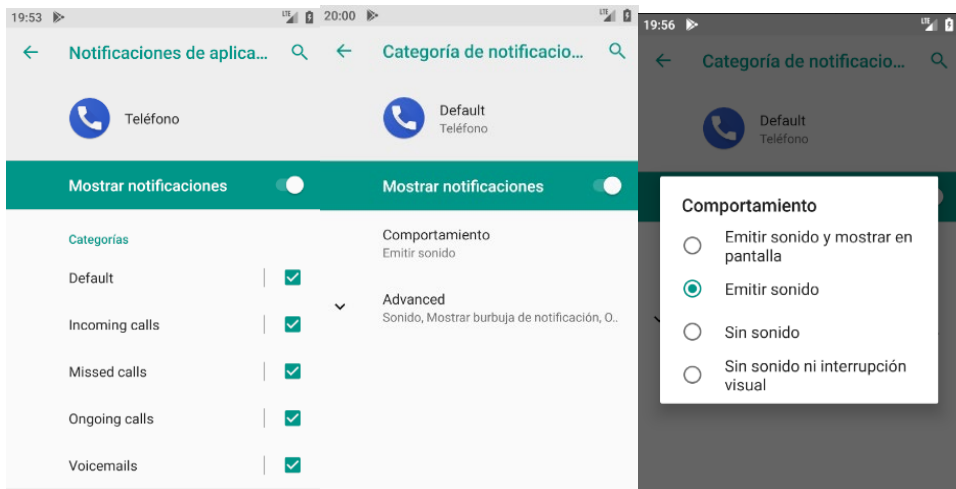 19:53
Notificaciones de aplica...
Teléfono
Mostrar notificaciones
Categorías
Default
Incoming calls
Missed calls
Ongoing calls
Voicemails
20:00
LTE
Categoría de notificacio...
Default
Teléfono
Mostrar notificaciones
Comportamiento
Emitir sonido
Advanced
Sonido, Mostrar burbuja de notificación, O..
19:56
LTE
Categoría de notificacio...
Default
Teléfono
Comportamiento
Emitir sonido y mostrar en
pantalla
Emitir sonido
Sin sonido
Sin sonido ni interrupción
visual